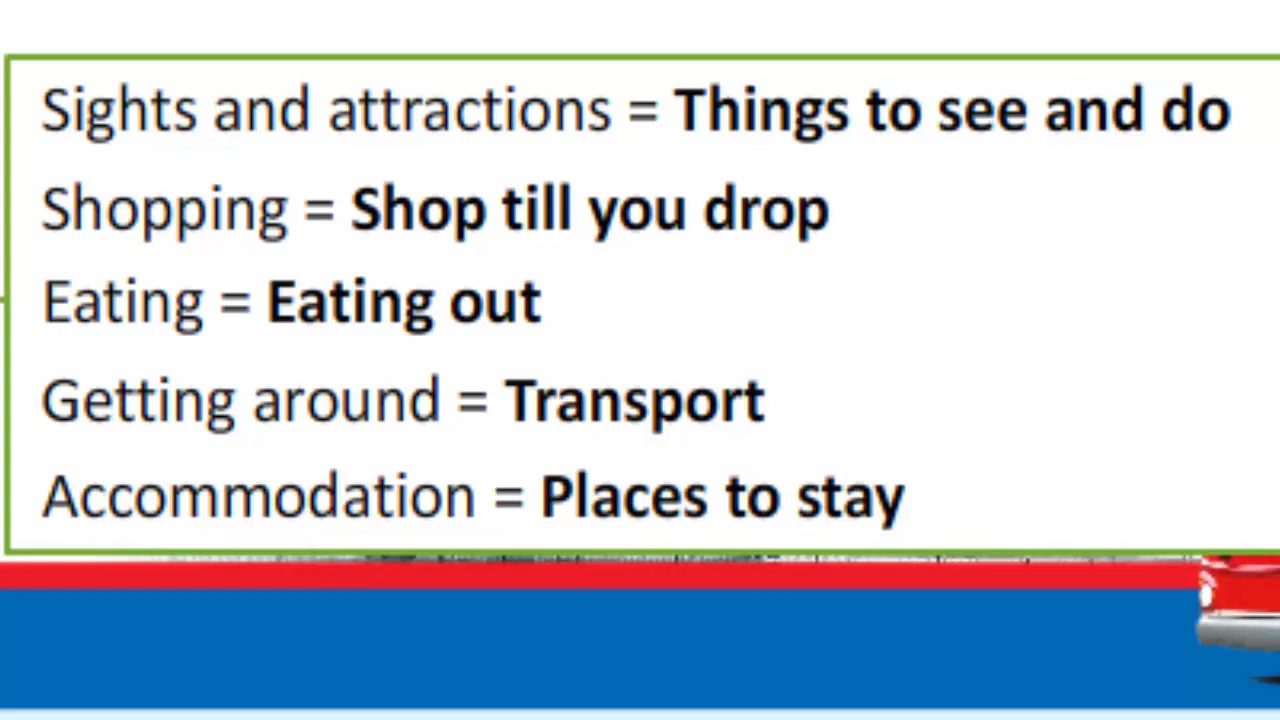 Sights and attractions = Things to see and do
Shopping = Shop till you drop
Eating = Eating out
Getting around = Transport
Accommodation = Places to stay